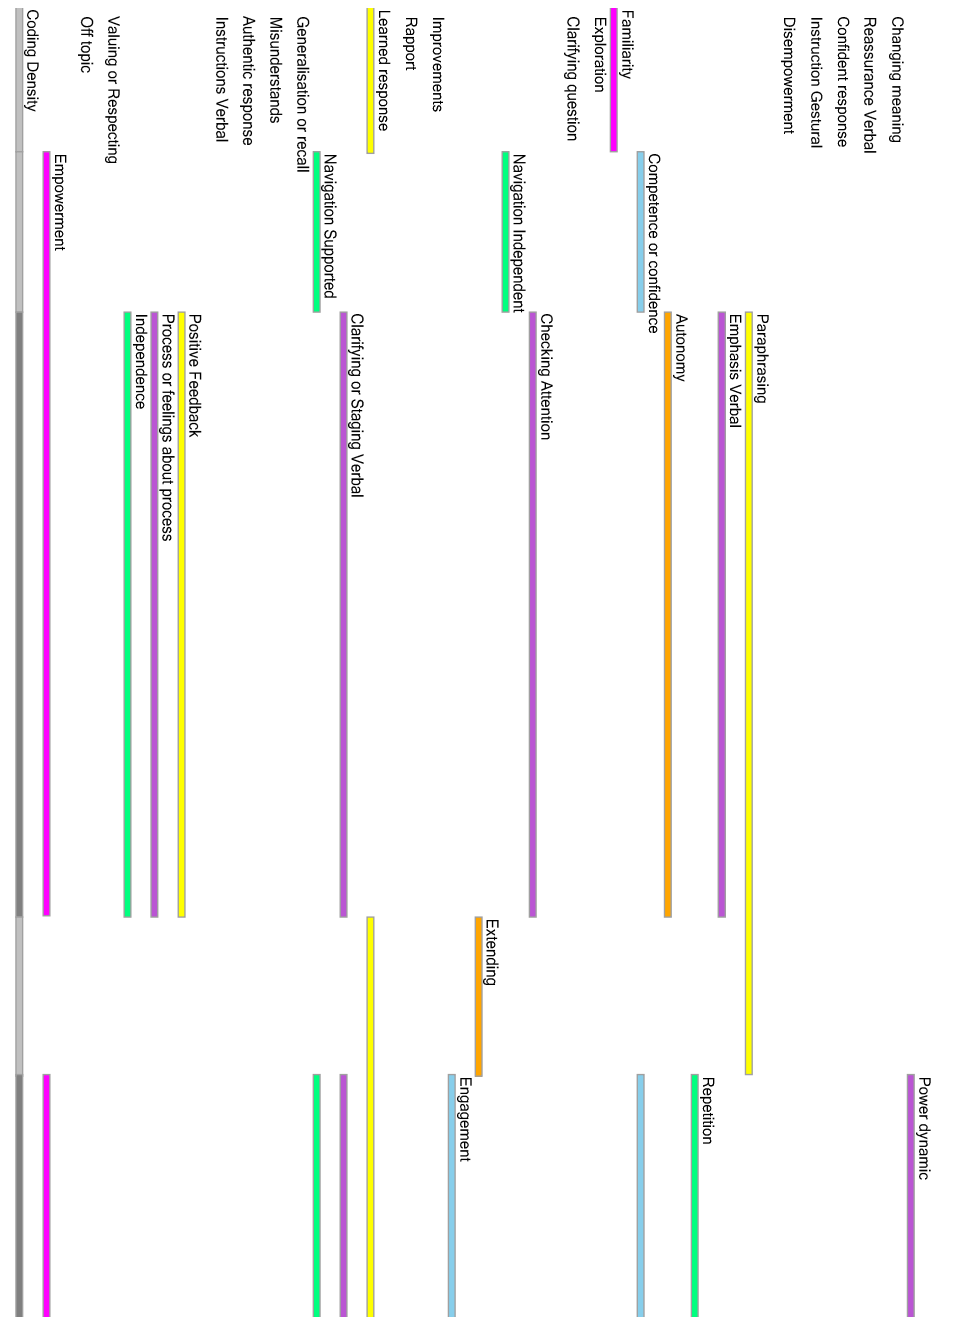 Changing meaning
Reassurance Verbal
Confident response
Instruction Gestural
Disempowerment
Familiarity
Exploration
Clarifying question
Improvements
Rapport
Learned response
Generalisation or recall
Misunderstands
Authentic response
Instructions Verbal
Valuing or Respecting
Off topic
Coding Density
Competence or confidence
Navigation Independent
Navigation Supported
Empowerment
Paraphrasing
Emphasis Verbal
Autonomy
Checking Attention
Clarifying or Staging Verbal
Positive Feedback
Process or feelings about process
Independence
Extending
Power dynamic
Repetition
Engagement